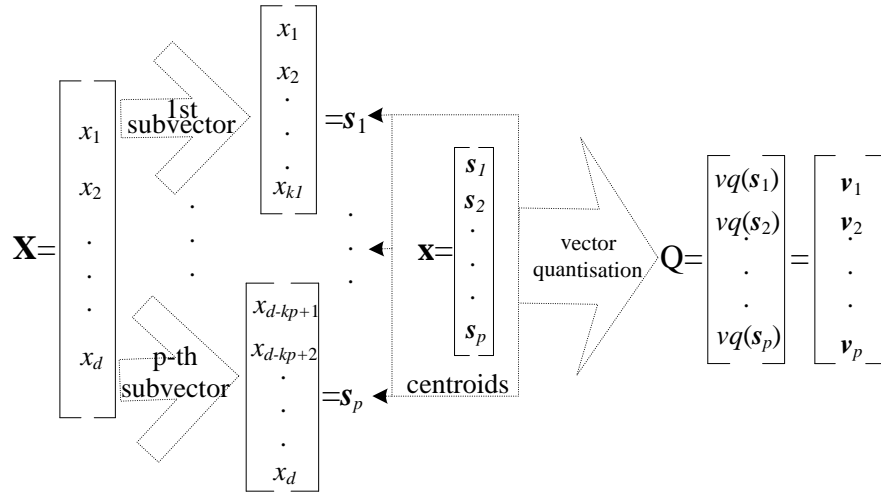 X=
x1
x2
.
.
.
xd
1st
subvector
x1
x2
.
.
.
xk1
=s1
.
.
.
p-th
subvector
xd-kp+1
xd-kp+2
.
.
.
xd
=sp
.
.
.
centroids
x=
s1
s2
.
.
.
sp
vector
quantisation
Q=
vq(s1)
vq(s2)
.
.
.
vq(sp)
=
v1
v2
.
.
.
vp